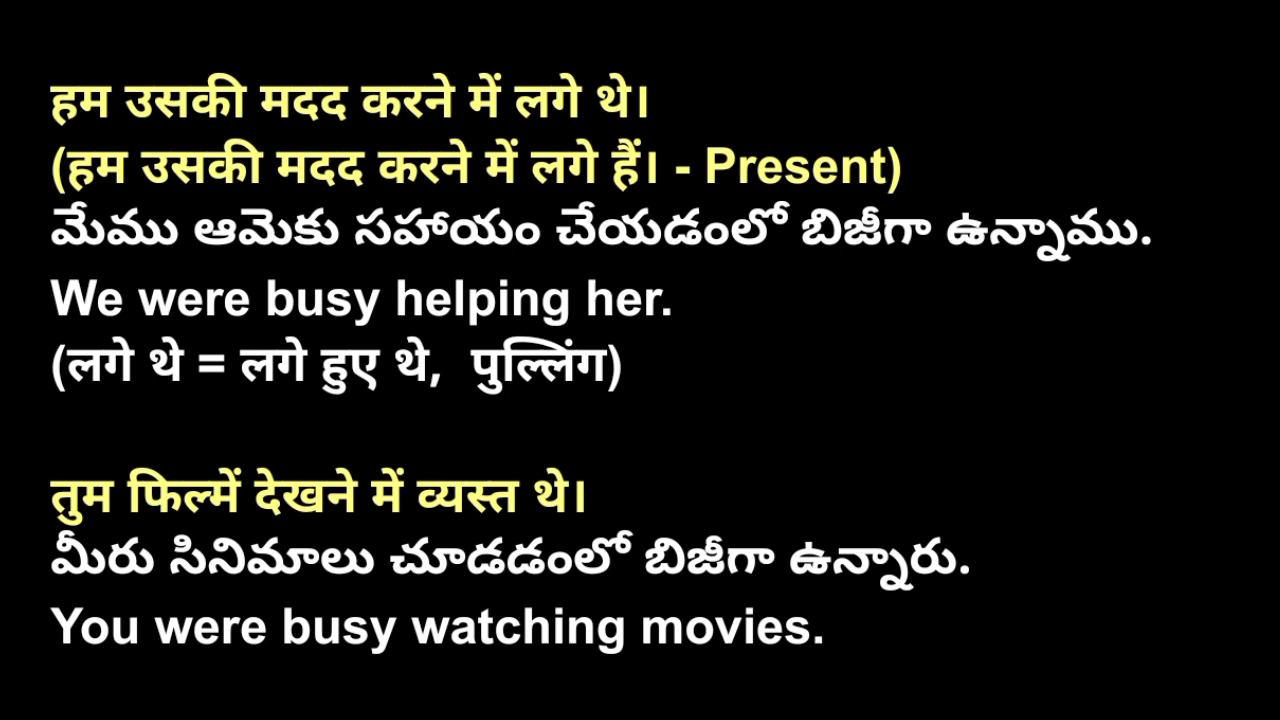 हम उसकी मदद करने में लगे थे।
(हम उसकी मदद करने में लगे हैं। - Present)
మేము ఆమెకు సహాయం చేయడంలో బిజీగా ఉన్నాము.
We were busy helping her.
(लगे थे = लगे हुए थे, पुल्लिंग)
तुम फिल्में देखने में व्यस्त थे।
మీరు సినిమాలు చూడడంలో బిజీగా ఉన్నారు.
You were busy watching movies.